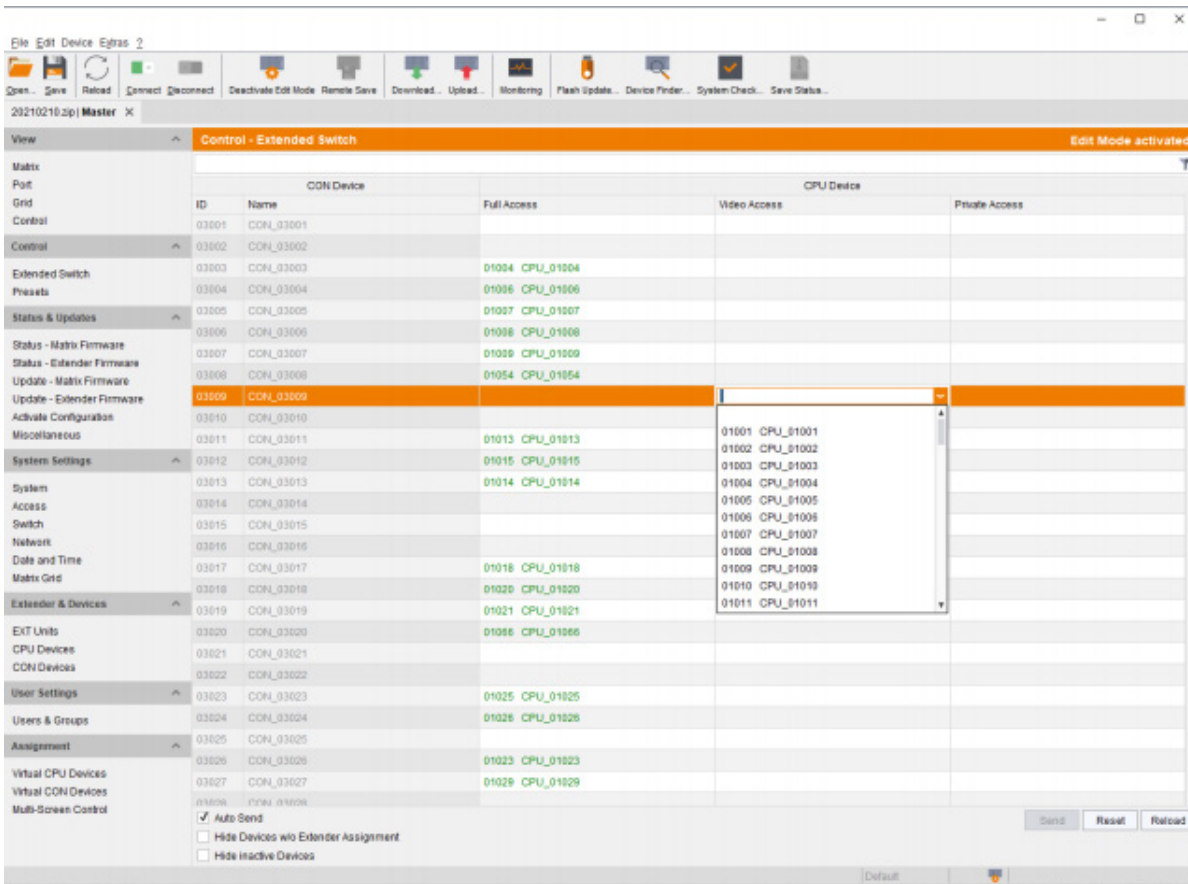 File Edit Device Extras ?
Open... Save Reload Connect Disconnect Deactivate Edit Mode Remote Save Download... Upload... Monitoring Flash Update... Device Finder... System Check... Save Status...
20210210.zip | Master X
View
Matrix
Port
Grid
Control
Control
Extended Switch
Presets
Status & Updates
Status - Matrix Firmware
Status - Extender Firmware
Update - Matrix Firmware
Update - Extender Firmware
Activate Configuration
Miscellaneous
System Settings
System
Access
Switch
Network
Date and Time
Matrix Grid
Extender & Devices
EXT Units
CPU Devices
CON Devices
User Settings
Users & Groups
Assignment
Virtual CPU Devices
Virtual CON Devices
Multi-Screen Control
Control - Extended Switch Edit Mode activated
CON Device CPU Device
ID Name Full Access Video Access Private Access
03001 CON_03001
03002 CON_03002
03003 CON_03003 01004 CPU_01004
03004 CON_03004 01006 CPU_01006
03005 CON_03005 01007 CPU_01007
03006 CON_03006 01008 CPU_01008
03007 CON_03007 01009 CPU_01009
03008 CON_03008 01054 CPU_01054
03009 CON_03009
03010 CON_03010
03011 CON_03011 01013 CPU_01013
03012 CON_03012 01015 CPU_01015
03013 CON_03013 01014 CPU_01014
03014 CON_03014
03015 CON_03015
03016 CON_03016
03017 CON_03017 01018 CPU_01018
03018 CON_03018 01020 CPU_01020
03019 CON_03019 01021 CPU_01021
03020 CON_03020 01066 CPU_01066
03021 CON_03021
03022 CON_03022
03023 CON_03023 01025 CPU_01025
03024 CON_03024 01026 CPU_01026
03025 CON_03025
03026 CON_03026 01023 CPU_01023
03027 CON_03027 01029 CPU_01029
03028 CON_03028
01001 CPU_01001
01002 CPU_01002
01003 CPU_01003
01004 CPU_01004
01005 CPU_01005
01006 CPU_01006
01007 CPU_01007
01008 CPU_01008
01009 CPU_01009
01010 CPU_01010
01011 CPU_01011
Auto Send
Hide Devices w/o Extender Assignment
Hide inactive Devices
Send Reset Reload
Default